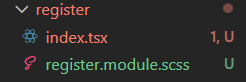 register
index.tsx 1, U
register.module.scss U